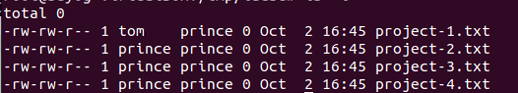 total 0
-rw-rw-r-- 1 tom    prince 0 Oct  2 16:45 project-1.txt
-rw-rw-r-- 1 prince prince 0 Oct  2 16:45 project-2.txt
-rw-rw-r-- 1 prince prince 0 Oct  2 16:45 project-3.txt
-rw-rw-r-- 1 prince prince 0 Oct  2 16:45 project-4.txt